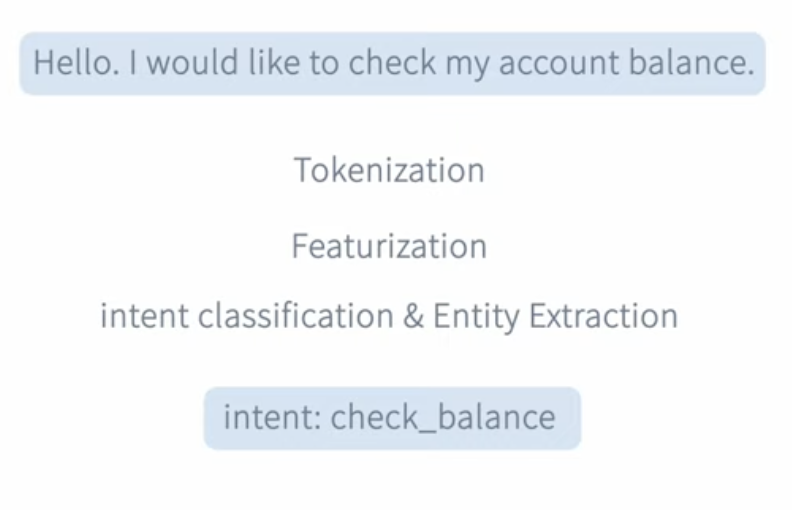 Hello. I would like to check my account balance.
Tokenization
Featurization
intent classification & Entity Extraction
intent: check_balance